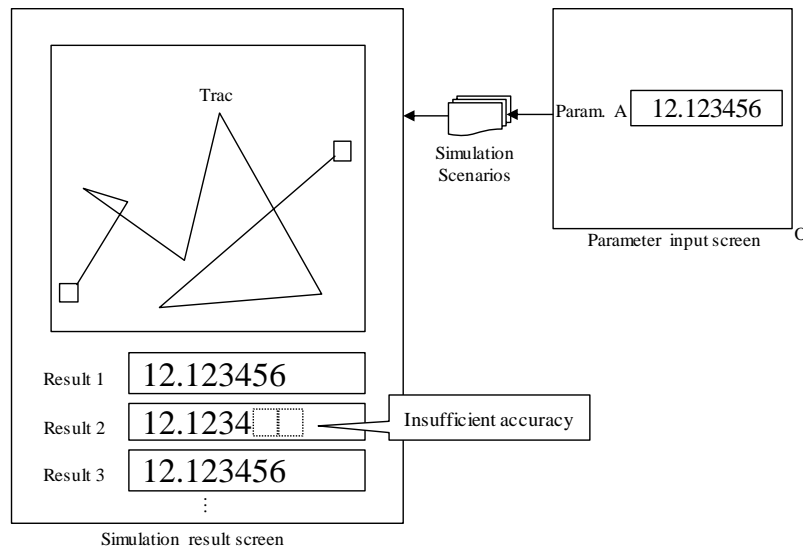 Trac
Param. A
12.123456
Simulation
Scenarios
Parameter input screen
O
Result 1
12.123456
Result 2
12.1234
Insufficient accuracy
Result 3
12.123456
Simulation result screen